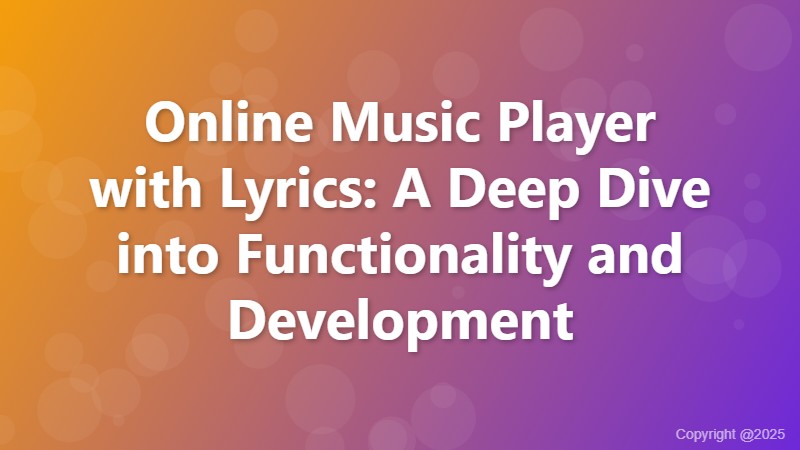 Online Music Player
with Lyrics: A Deep Dive
into Functionality and
Development
Copyright @2025